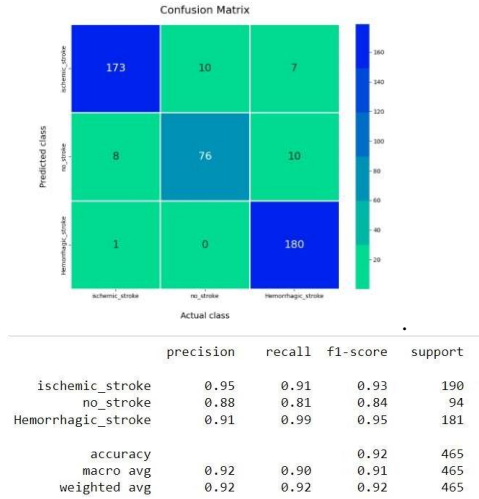 Confusion Matrix
ischemic_stroke
173 10 7
160
140
120
100
80
60
40
20
Predicted class
no_stroke
8 76 10
Hemorrhagic_stroke
1 0 180
ischemic_stroke no_stroke Hemorrhagic_stroke
Actual class
precision recall f1-score support
ischemic_stroke 0.95 0.91 0.93 190
no_stroke 0.88 0.81 0.84 94
Hemorrhagic_stroke 0.91 0.99 0.95 181
accuracy 0.92 465
macro avg 0.92 0.90 0.91 465
weighted avg 0.92 0.92 0.92 465